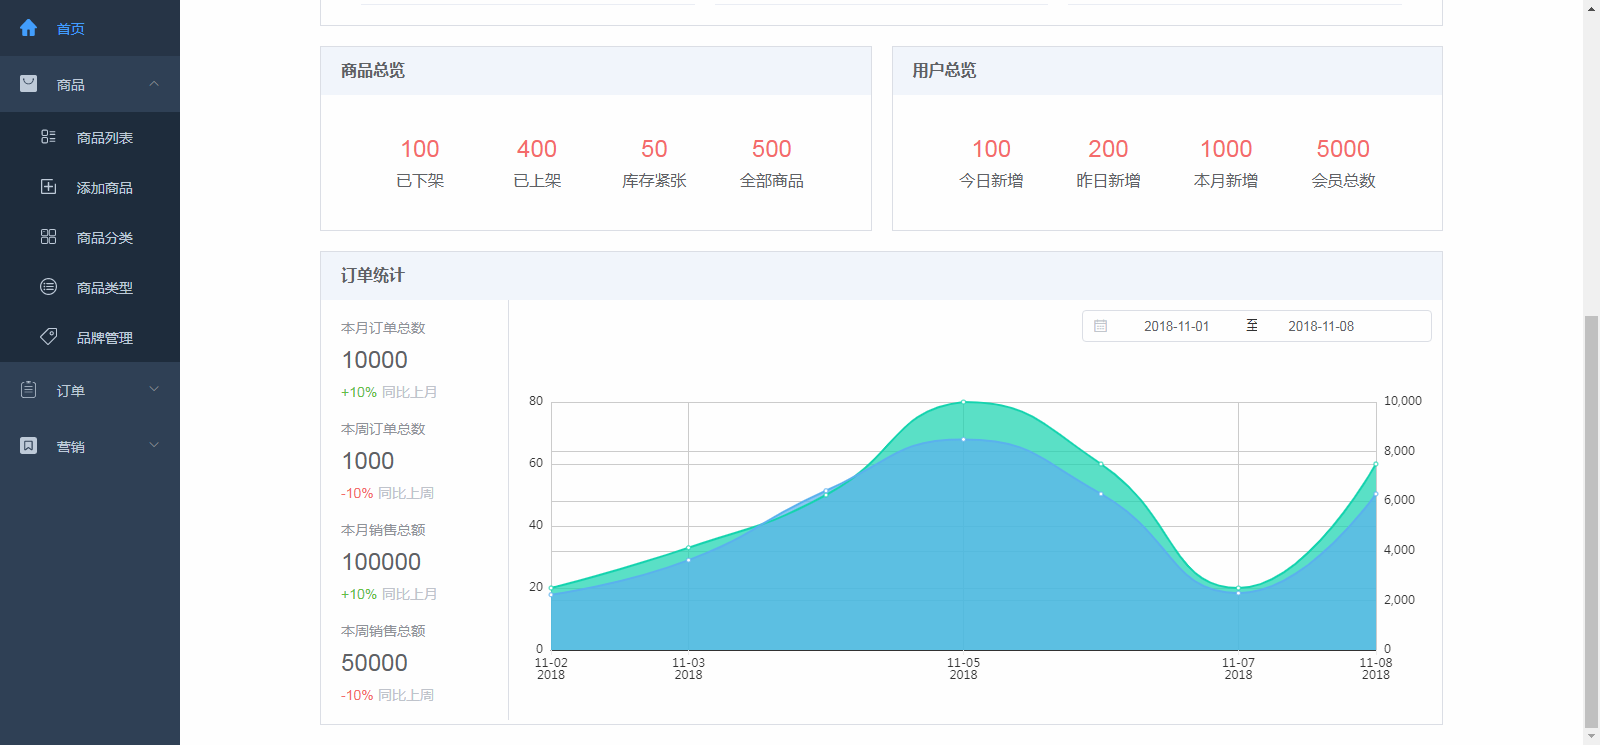 首页
商品
商品列表
添加商品
商品分类
商品类型
品牌管理
订单
营销
商品总览
100 400 50 500
已下架 已上架 库存紧张 全部商品
用户总览
100 200 1000 5000
今日新增 昨日新增 本月新增 会员总数
订单统计
本月订单总数
10000
+10% 同比上月
本周订单总数
1000
-10% 同比上周
本月销售总额
100000
+10% 同比上月
本周销售总额
50000
-10% 同比上周
2018-11-01 至 2018-11-08
80
60
40
20
0
10,000
8,000
6,000
4,000
2,000
0
11-02 11-03 11-05 11-07 11-08
2018 2018 2018 2018 2018